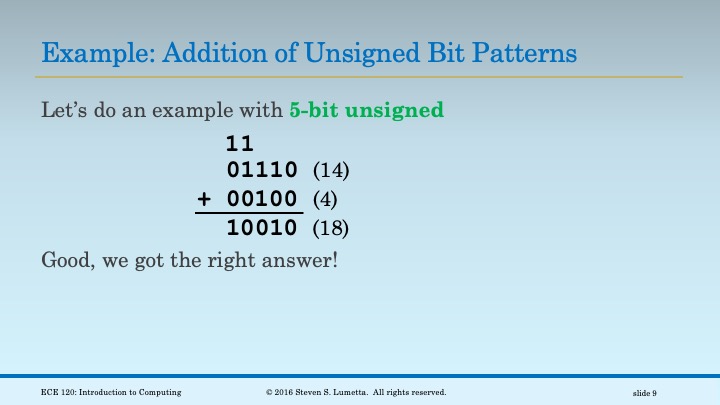 Example: Addition of Unsigned Bit Patterns
Let’s do an example with 5-bit unsigned
11
01110 (14)
+ 00100 (4)
10010 (18)
Good, we got the right answer!
ECE 120: Introduction to Computing © 2016 Steven S. Lumetta. All rights reserved. slide 9